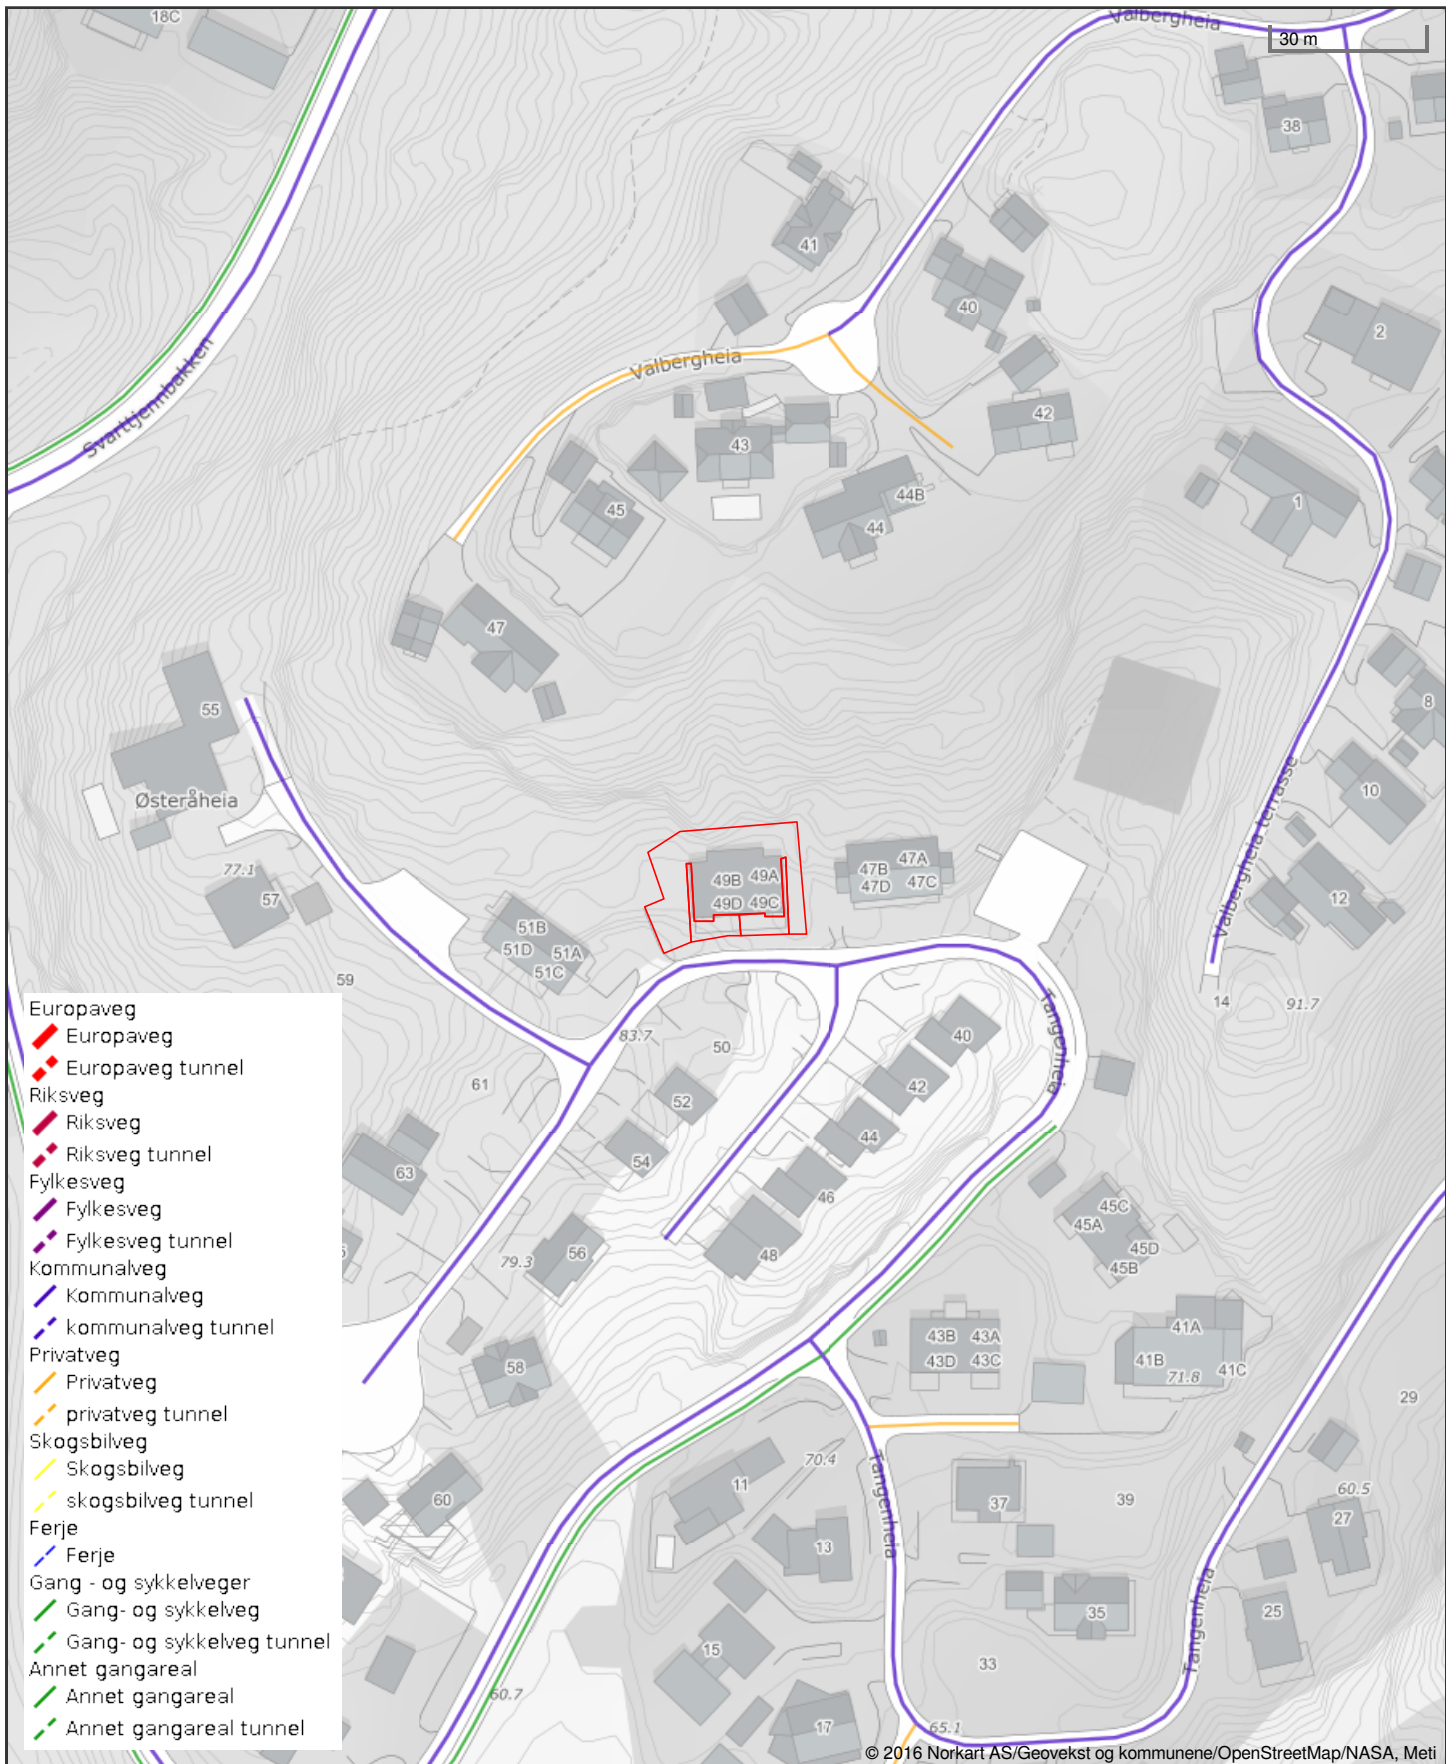 18C
Valbergheia
30 m
38
41
40
2
Svarttjennbakken
Valbergheia
42
43
45
44B
44
1
47
55
8
Østeråheia
10
Valbergheia terrasse
77.1
57
49B 49A
49D 49C
47B 47A
47D 47C
12
51B
51D 51A
51C
59
14
91.7
Tangenheia
83.7
50
40
61
52
42
54
44
63
46
45C
45A
45D
45B
79.3
56
48
43B 43A
43D 43C
41A
41B
41C
71.8
58
29
Tangenheia
70.4
11
60
37
39
60.5
27
13
35
25
Tangenheia
15
33
60.7
17
65.1
Europaveg
Europaveg
Europaveg tunnel
Riksveg
Riksveg
Riksveg tunnel
Fylkesveg
Fylkesveg
Fylkesveg tunnel
Kommunalveg
Kommunalveg
kommunalveg tunnel
Privatveg
Privatveg
privatveg tunnel
Skogsbilveg
Skogsbilveg
skogsbilveg tunnel
Ferje
Ferje
Gang - og sykkelveger
Gang- og sykkelveg
Gang- og sykkelveg tunnel
Annet gangareal
Annet gangareal
Annet gangareal tunnel
© 2016 Norkart AS/Geovekst og kommunene/OpenStreetMap/NASA, Meti